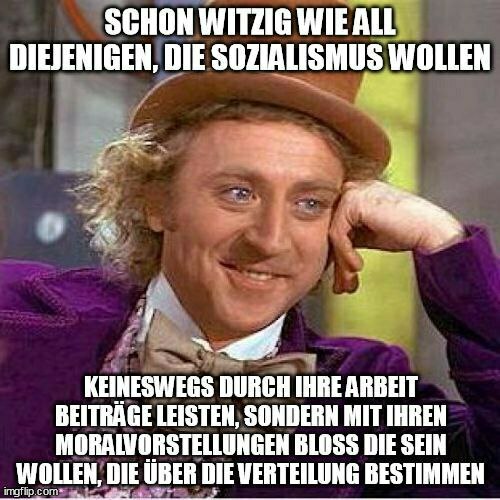 SCHON WITZIG WIE ALL
DIEJENIGEN, DIE SOZIALISMUS WOLLEN
KEINESWEGS DURCH IHRE ARBEIT
BEITRÄGE LEISTEN, SONDERN MIT IHREN
MORALVORSTELLUNGEN BLOSS DIE SEIN
WOLLEN, DIE ÜBER DIE VERTEILUNG BESTIMMEN
imgflip.com